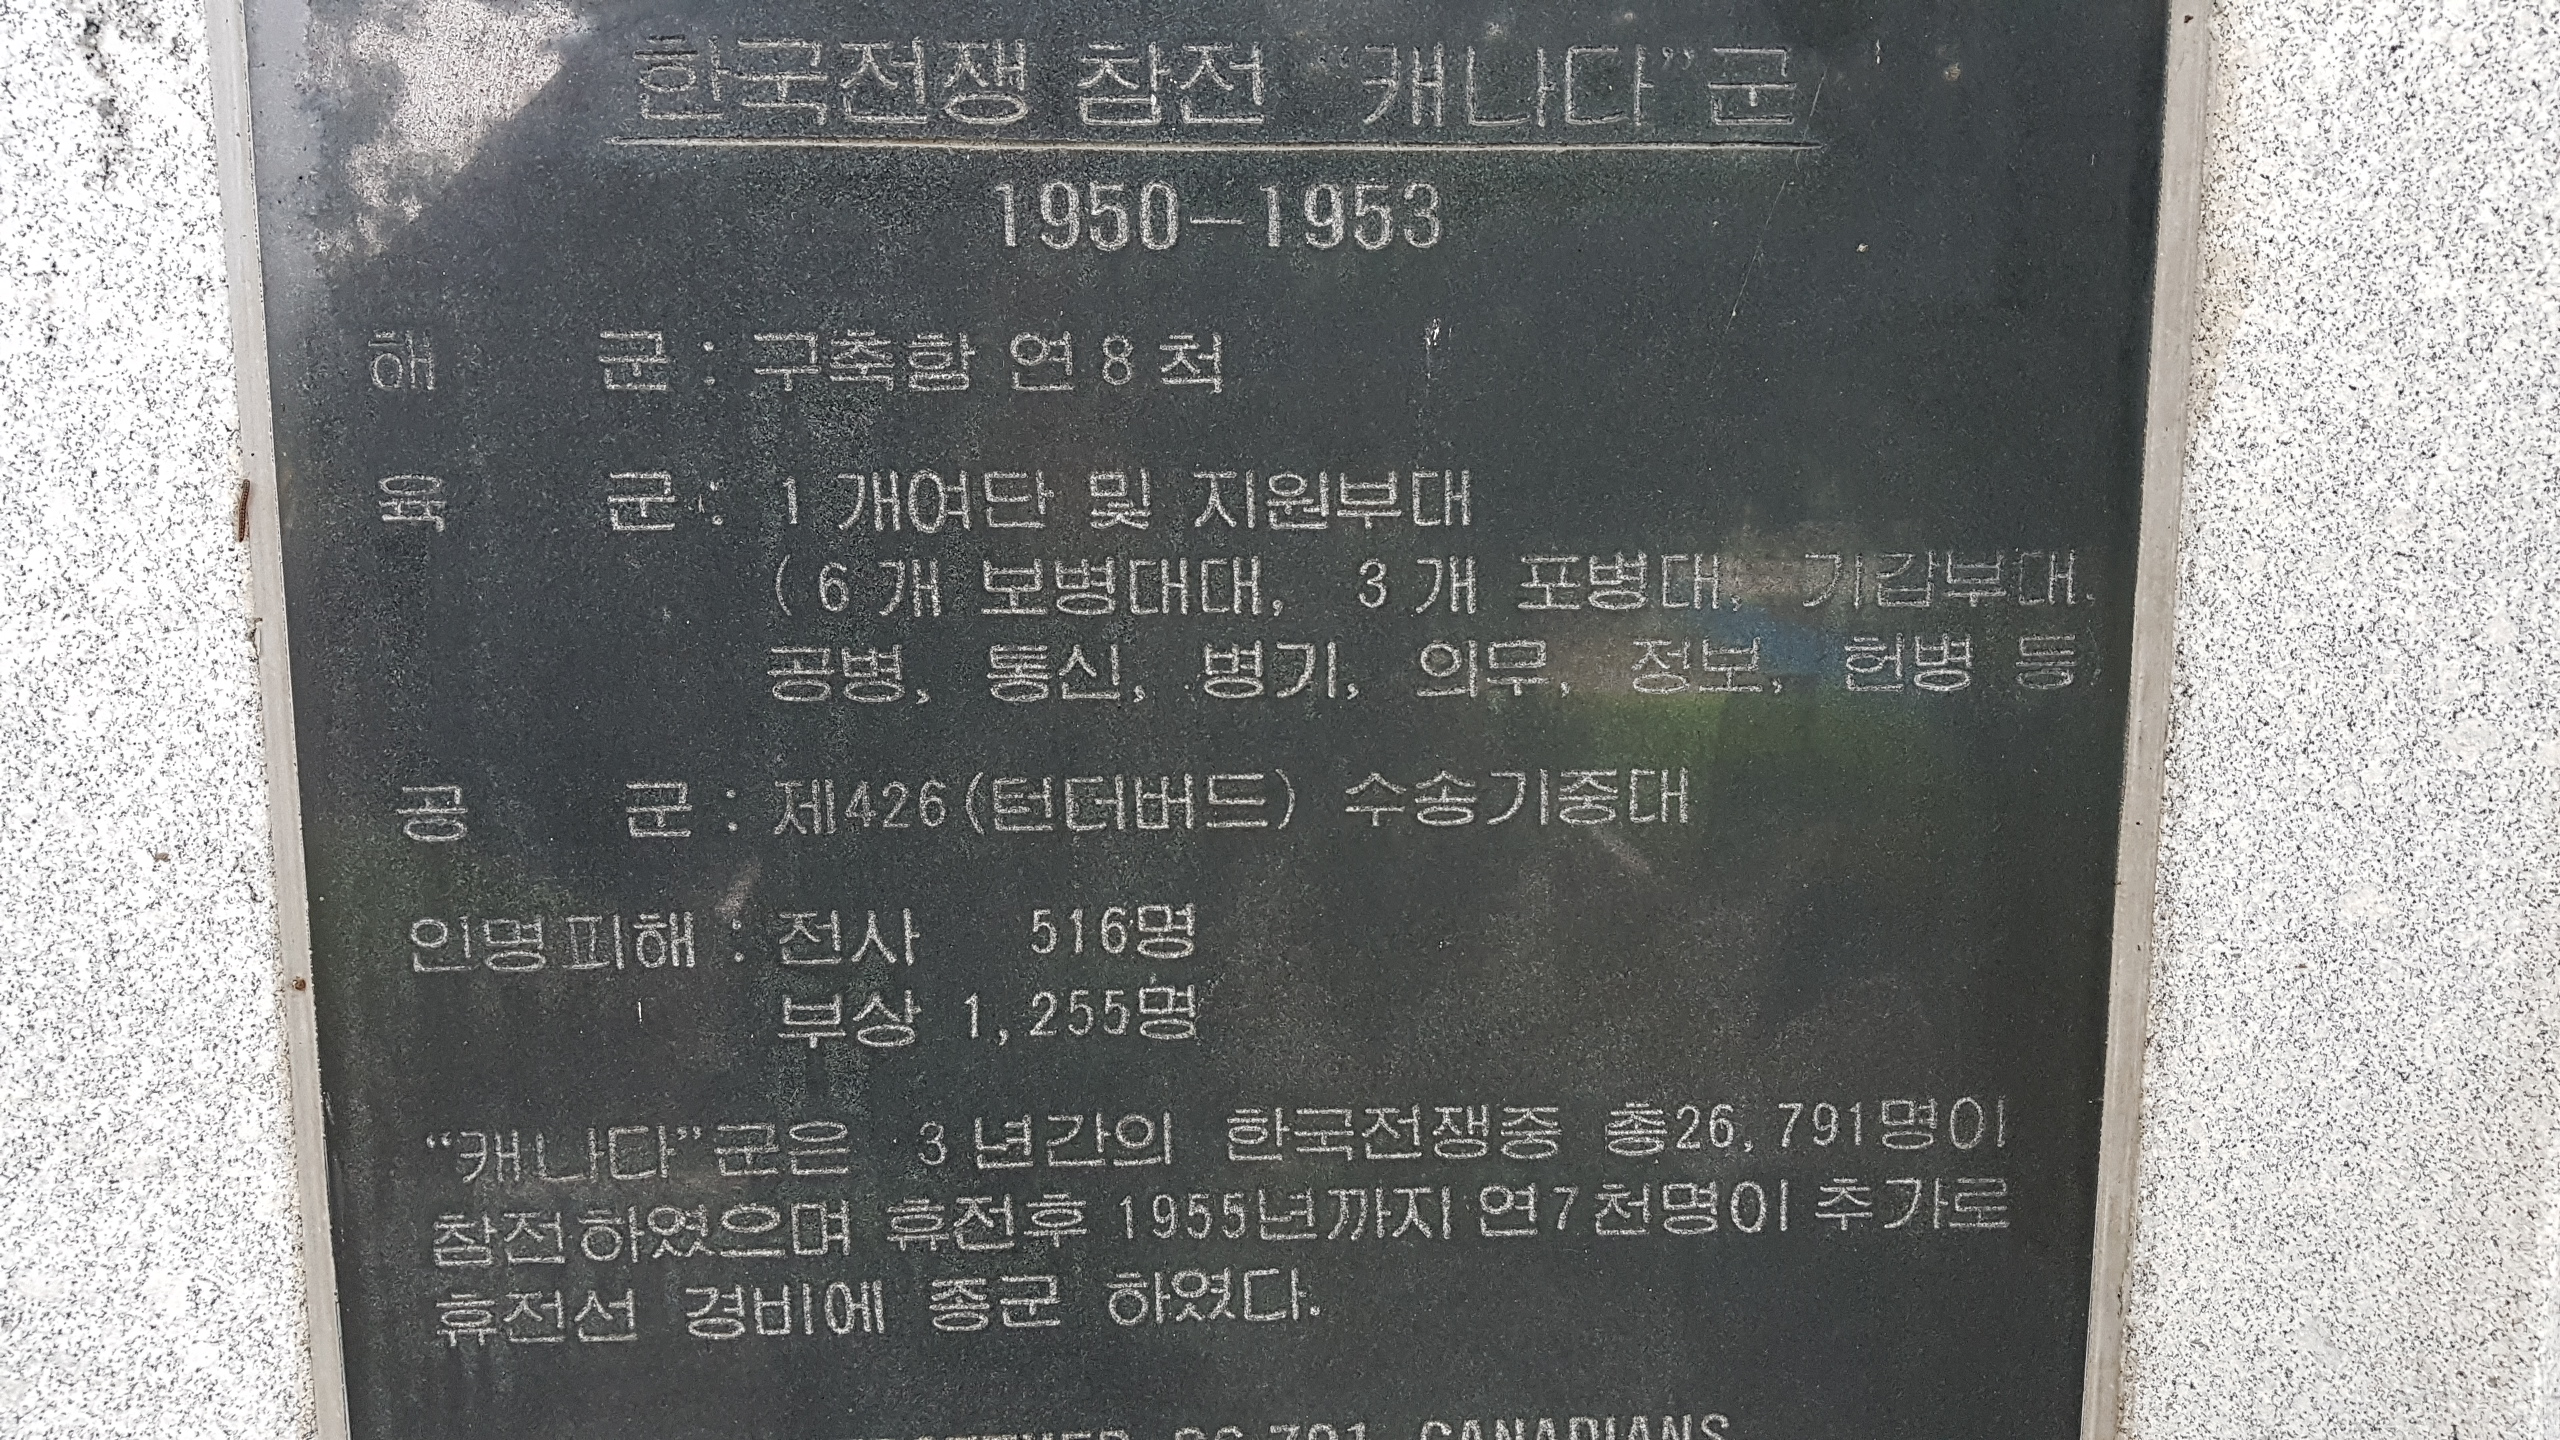 한국전쟁 참전 “캐나다”군
1950-1953
해 군 : 구축함 연 8 척
육 군 : 1 개여단 및 지원부대
( 6 개 보병대대, 3 개 포병대, 기갑부대,
공병, 통신, 병기, 의무, 정보, 헌병 등)
공 군 : 제426(턴더버드) 수송기중대
인명피해 : 전사 516명
부상 1,255명
“캐나다”군은 3 년간의 한국전쟁중 총26,791명이
참전하였으며 휴전후 1955년까지 연7천명이 추가로
휴전선 경비에 종군 하였다.
26,791 CANADIANS